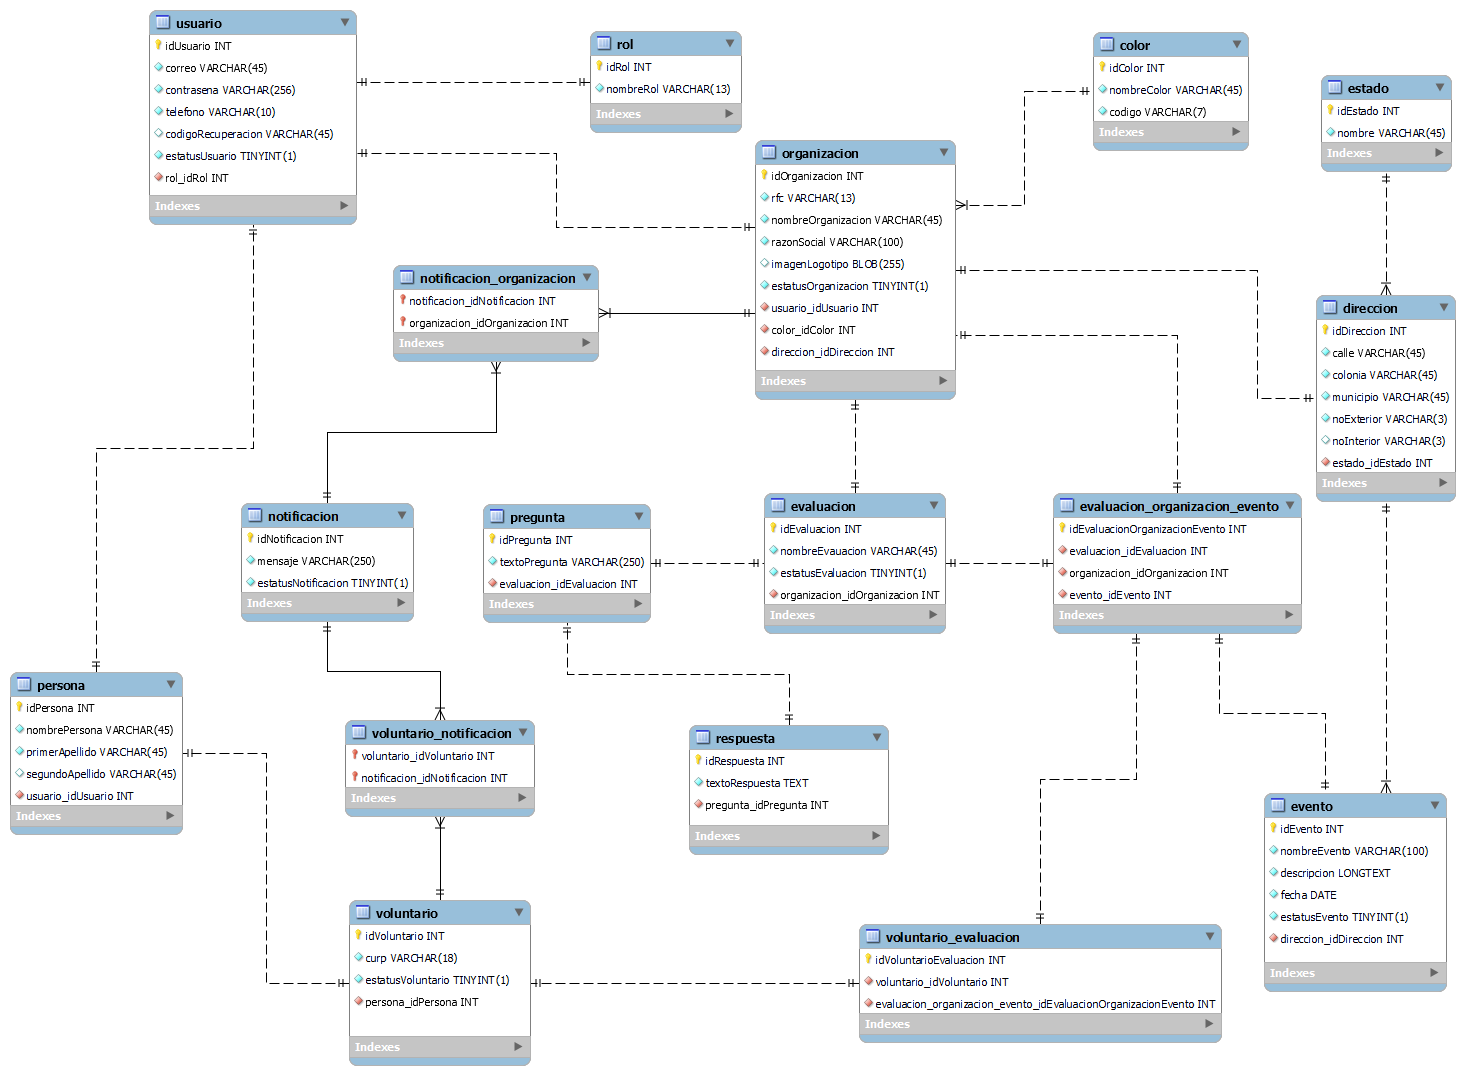 usuario
idUsuario INT
correo VARCHAR(45)
contrasena VARCHAR(256)
telefono VARCHAR(10)
codigoRecuperacion VARCHAR(45)
estatusUsuario TINYINT(1)
rol_idRol INT
Indexes
rol
idRol INT
nombreRol VARCHAR(13)
Indexes
color
idColor INT
nombreColor VARCHAR(45)
codigo VARCHAR(7)
Indexes
estado
idEstado INT
nombre VARCHAR(45)
Indexes
organizacion
idOrganizacion INT
rfc VARCHAR(13)
nombreOrganizacion VARCHAR(45)
razonSocial VARCHAR(100)
imagenLogotipo BLOB(255)
estatusOrganizacion TINYINT(1)
usuario_idUsuario INT
color_idColor INT
direccion_idDireccion INT
Indexes
notificacion_organizacion
notificacion_idNotificacion INT
organizacion_idOrganizacion INT
Indexes
direccion
idDireccion INT
calle VARCHAR(45)
colonia VARCHAR(45)
municipio VARCHAR(45)
noExterior VARCHAR(3)
noInterior VARCHAR(3)
estado_idEstado INT
Indexes
notificacion
idNotificacion INT
mensaje VARCHAR(250)
estatusNotificacion TINYINT(1)
Indexes
pregunta
idPregunta INT
textoPregunta VARCHAR(250)
evaluacion_idEvaluacion INT
Indexes
evaluacion
idEvaluacion INT
nombreEvauacion VARCHAR(45)
estatusEvaluacion TINYINT(1)
organizacion_idOrganizacion INT
Indexes
evaluacion_organizacion_evento
idEvaluacionOrganizacionEvento INT
evaluacion_idEvaluacion INT
organizacion_idOrganizacion INT
evento_idEvento INT
Indexes
persona
idPersona INT
nombrePersona VARCHAR(45)
primerApellido VARCHAR(45)
segundoApellido VARCHAR(45)
usuario_idUsuario INT
Indexes
voluntario_notificacion
voluntario_idVoluntario INT
notificacion_idNotificacion INT
Indexes
respuesta
idRespuesta INT
textoRespuesta TEXT
pregunta_idPregunta INT
Indexes
evento
idEvento INT
nombreEvento VARCHAR(100)
descripcion LONGTEXT
fecha DATE
estatusEvento TINYINT(1)
direccion_idDireccion INT
Indexes
voluntario
idVoluntario INT
curp VARCHAR(18)
estatusVoluntario TINYINT(1)
persona_idPersona INT
Indexes
voluntario_evaluacion
idVoluntarioEvaluacion INT
voluntario_idVoluntario INT
evaluacion_organizacion_evento_idEvaluacionOrganizacionEvento INT
Indexes